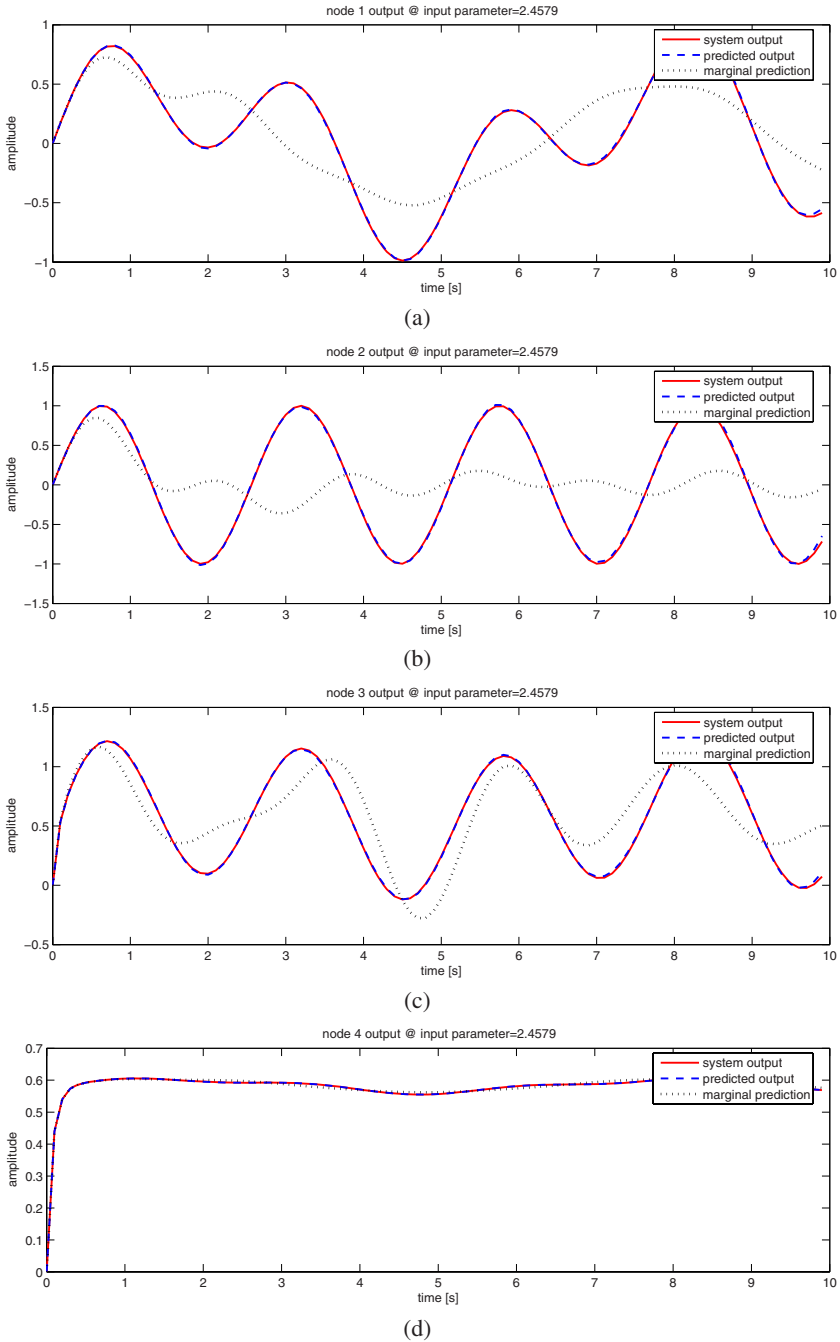 node 1 output @ input parameter=2.4579
1
0.5
0
−0.5
−1
amplitude
system output
predicted output
marginal prediction
0 1 2 3 4 5 6 7 8 9 10
time [s]
(a)
node 2 output @ input parameter=2.4579
1.5
1
0.5
0
−0.5
−1
−1.5
amplitude
system output
predicted output
marginal prediction
0 1 2 3 4 5 6 7 8 9 10
time [s]
(b)
node 3 output @ input parameter=2.4579
1.5
1
0.5
0
−0.5
amplitude
system output
predicted output
marginal prediction
0 1 2 3 4 5 6 7 8 9 10
time [s]
(c)
node 4 output @ input parameter=2.4579
0.7
0.6
0.5
0.4
0.3
0.2
0.1
0
amplitude
system output
predicted output
marginal prediction
0 1 2 3 4 5 6 7 8 9 10
time [s]
(d)